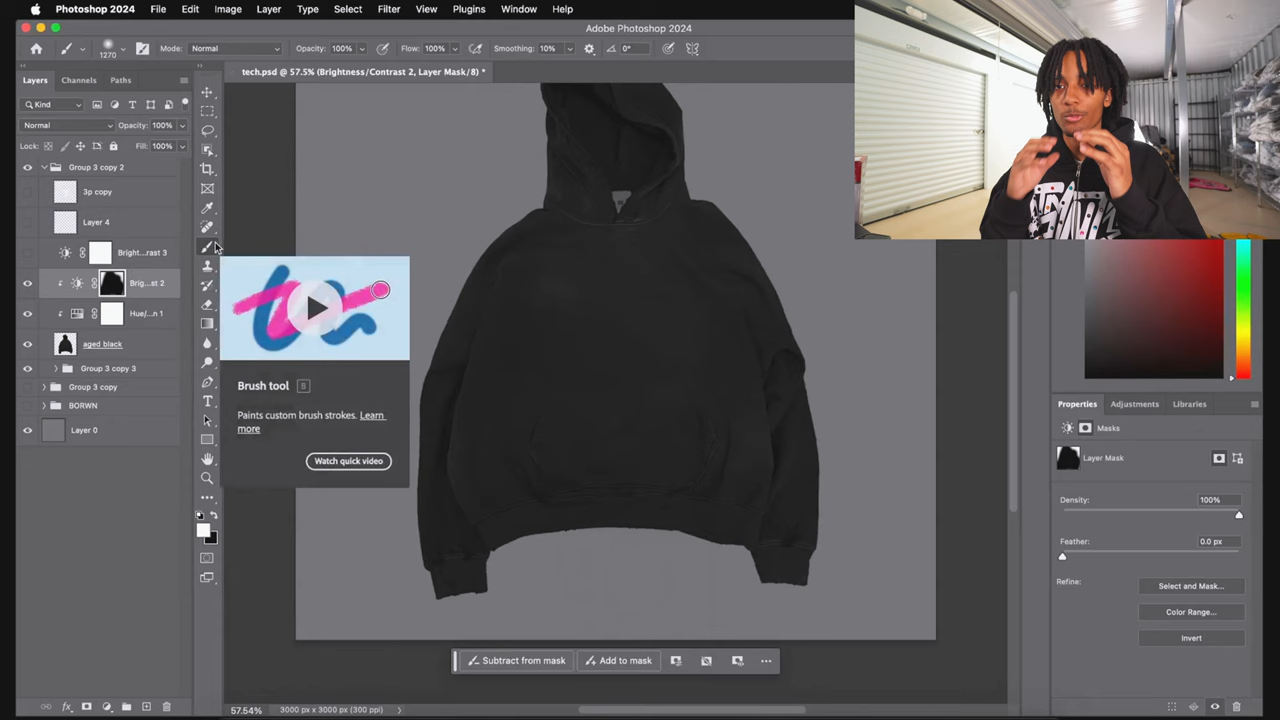 Photoshop 2024 File Edit Image Layer Type Select Filter View Plugins Window Help
Adobe Photoshop 2024
1270 Mode: Normal Opacity: 100% Flow: 100% Smoothing: 10% 0°
Layers Channels Paths
tech.psd @ 57.5% (Brightness/Contrast 2, Layer Mask/8) *
Kind
Normal Opacity: 100%
Lock: Fill: 100%
Group 3 copy 2
3p copy
Layer 4
Bright...rast 3
Brig...st 2
Hue/...n 1
aged black
Group 3 copy 3
Group 3 copy
BORWN
Layer 0
Brush tool B
Paints custom brush strokes. Learn
more
Watch quick video
Properties Adjustments Libraries
Masks
Layer Mask
Density: 100%
Feather: 0.0 px
Refine: Select and Mask...
Color Range...
Invert
Subtract from mask Add to mask
57.54% 3000 px x 3000 px (300 ppi)